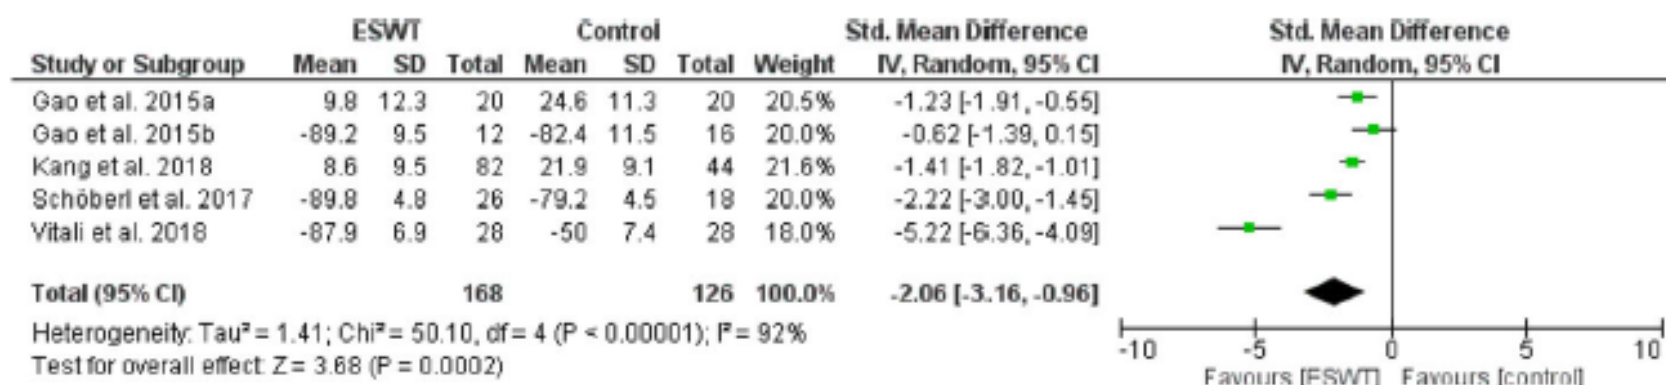 ESWT Control Std. Mean Difference Std. Mean Difference
Study or Subgroup Mean SD Total Mean SD Total Weight IV, Random, 95% CI IV, Random, 95% CI
Gao et al. 2015a 9.8 12.3 20 24.6 11.3 20 20.5% -1.23 [-1.91, -0.55]
Gao et al. 2015b -89.2 9.5 12 -82.4 11.5 16 20.0% -0.62 [-1.39, 0.15]
Kang et al. 2018 8.6 9.5 82 21.9 9.1 44 21.6% -1.41 [-1.82, -1.01]
Schöberl et al. 2017 -89.8 4.8 26 -79.2 4.5 18 20.0% -2.22 [-3.00, -1.45]
Vitali et al. 2018 -87.9 6.9 28 -50 7.4 28 18.0% -5.22 [-6.36, -4.09]
Total (95% CI) 168 126 100.0% -2.06 [-3.16, -0.96]
Heterogeneity: Tau² = 1.41; Chi² = 50.10, df = 4 (P < 0.00001); I² = 92%
Test for overall effect: Z = 3.68 (P = 0.0002)
-10 -5 0 5 10
Favours [ESWT] Favours [control]